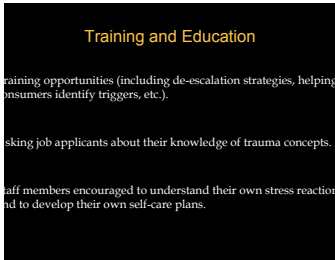 Training and Education
raining opportunities (including de-escalation strategies, helping
onsumers identify triggers, etc.).
sking job applicants about their knowledge of trauma concepts.
taff members encouraged to understand their own stress reaction
nd to develop their own self-care plans.